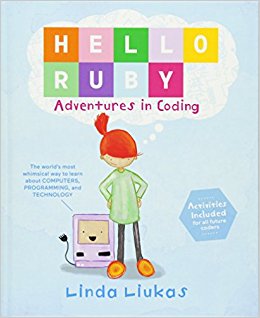 HELLO
RUBY
Adventures in Coding
The world's most
whimsical way to learn
about COMPUTERS,
PROGRAMMING, and
TECHNOLOGY
Activities
Included
for all future
coders
Linda Liukas